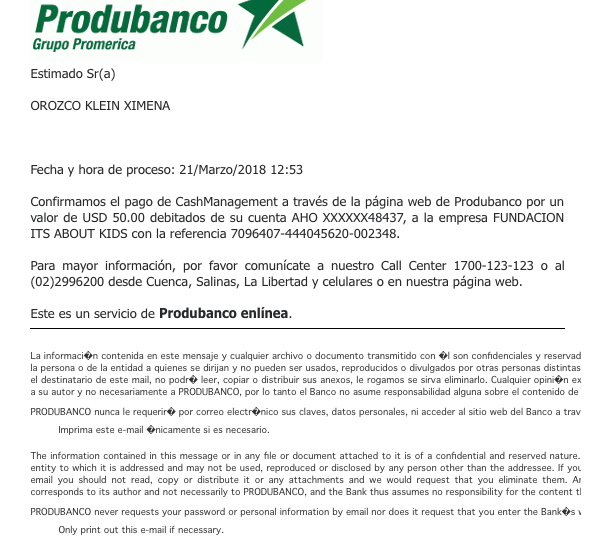 Produbanco
Grupo Promerica
Estimado Sr(a)
OROZCO KLEIN XIMENA
Fecha y hora de proceso: 21/Marzo/2018 12:53
Confirmamos el pago de CashManagement a través de la página web de Produbanco por un
valor de USD 50.00 debitados de su cuenta AHO XXXXXX48437, a la empresa FUNDACION
ITS ABOUT KIDS con la referencia 7096407-444045620-002348.
Para mayor información, por favor comunícate a nuestro Call Center 1700-123-123 o al
(02)2996200 desde Cuenca, Salinas, La Libertad y celulares o en nuestra página web.
Este es un servicio de Produbanco enlínea.
La informaci�n contenida en este mensaje y cualquier archivo o documento transmitido con �l son confidenciales y reservad
la persona o de la entidad a quienes se dirijan y no pueden ser usados, reproducidos o divulgados por otras personas distintas
el destinatario de este mail, no podr� leer, copiar o distribuir sus anexos, le rogamos se sirva eliminarlo. Cualquier opini�n ex
a su autor y no necesariamente a PRODUBANCO, por lo tanto el Banco no asume responsabilidad alguna sobre el contenido de
PRODUBANCO nunca le requerir� por correo electr�nico sus claves, datos personales, ni acceder al sitio web del Banco a trav
Imprima este e-mail �nicamente si es necesario.
The information contained in this message or in any file or document attached to it is of a confidential and reserved nature.
entity to which it is addressed and may not be used, reproduced or disclosed by any person other than the addressee. If you
email you should not read, copy or distribute it or any attachments and we would request that you eliminate them. An
corresponds to its author and not necessarily to PRODUBANCO, and the Bank thus assumes no responsibility for the content t
PRODUBANCO never requests your password or personal information by email nor does it request that you enter the Bank�s w
Only print out this e-mail if necessary.